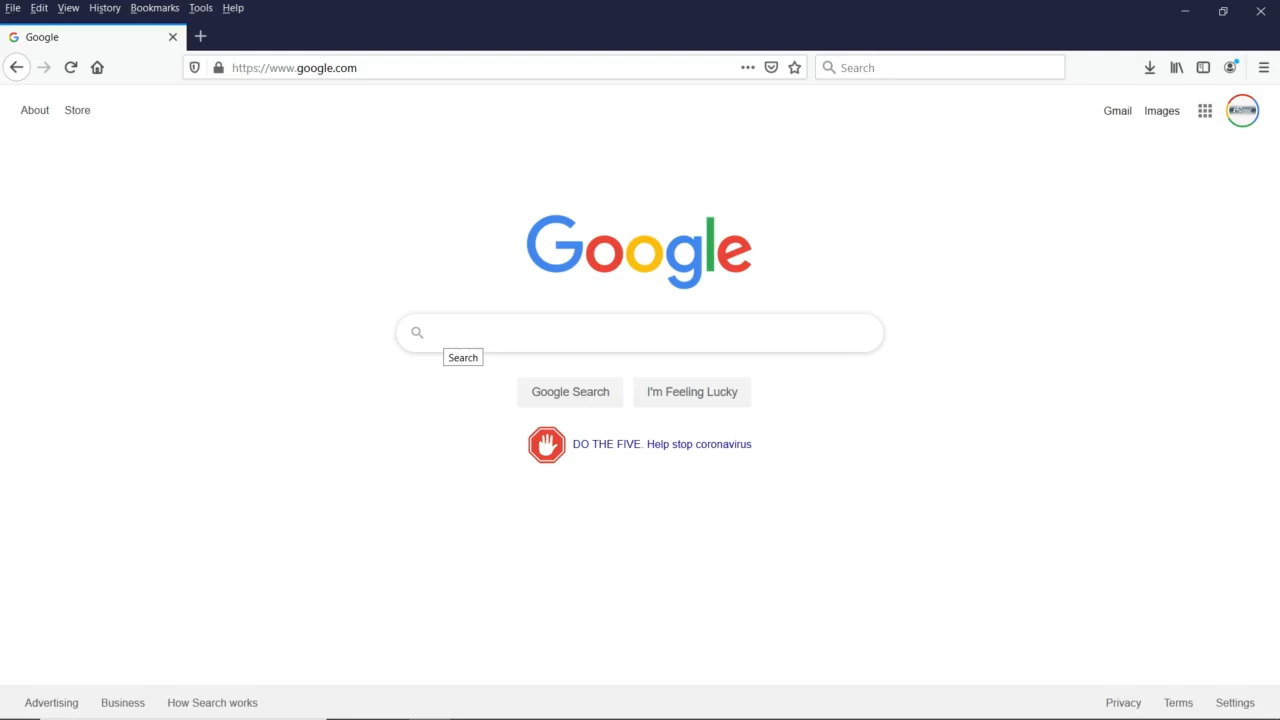 File Edit View History Bookmarks Tools Help
Google
https://www.google.com
Search
About Store
Gmail Images
Google
Search
Google Search I'm Feeling Lucky
DO THE FIVE. Help stop coronavirus
Advertising Business How Search works
Privacy Terms Settings